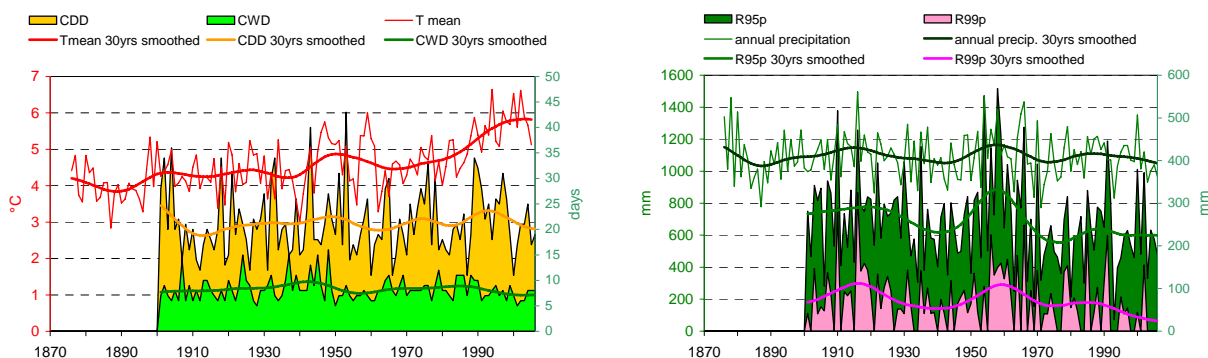 CDD CWD T mean
Tmean 30yrs smoothed CDD 30yrs smoothed CWD 30yrs smoothed
7 50
45
6 40
5 35
30
4 25
3 20
2 15
10
1 5
0 0
°C
days
1870 1890 1910 1930 1950 1970 1990
R95p R99p
annual precipitation annual precip. 30yrs smoothed
R95p 30yrs smoothed R99p 30yrs smoothed
1600 600
1400 500
1200
1000 400
800 300
600 200
400
200 100
0 0
mm
mm
1870 1890 1910 1930 1950 1970 1990